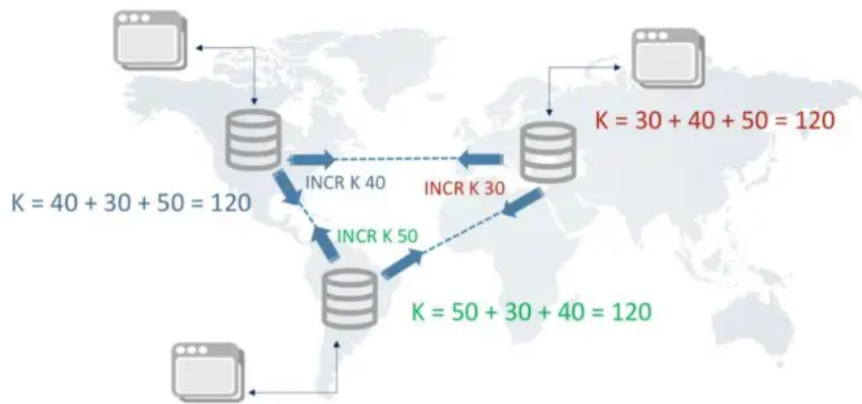 K = 30 + 40 + 50 = 120
INCR K 40
INCR K 30
K = 40 + 30 + 50 = 120
INCR K 50
K = 50 + 30 + 40 = 120